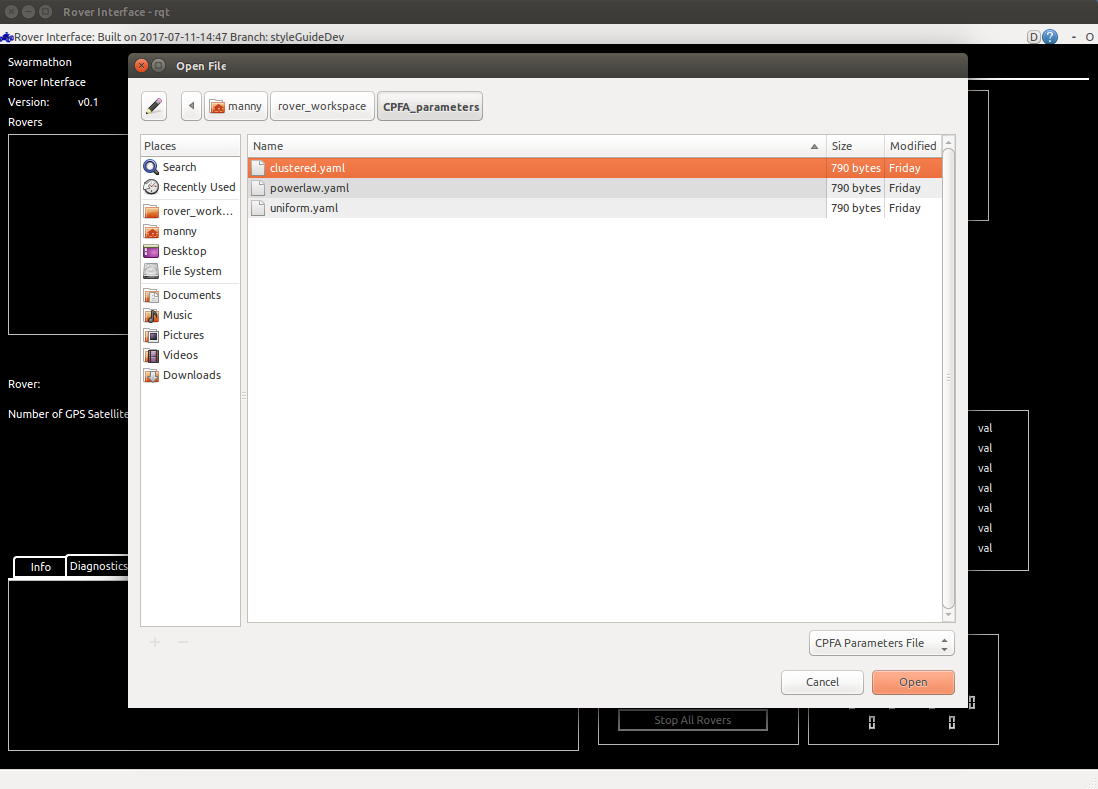 Rover Interface - rqt
Rover Interface: Built on 2017-07-11-14:47 Branch: styleGuideDev
D ? - O
Swarmathon
Rover Interface
Version: v0.1
Rovers
Open File
manny rover_workspace CPFA_parameters
Places
Search
Recently Used
rover_work...
manny
Desktop
File System
Documents
Music
Pictures
Videos
Downloads
Name Size Modified
clustered.yaml 790 bytes Friday
powerlaw.yaml 790 bytes Friday
uniform.yaml 790 bytes Friday
CPFA Parameters File
Cancel Open
Rover:
Number of GPS Satellite
val
val
val
val
val
val
val
Info Diagnostics
Stop All Rovers